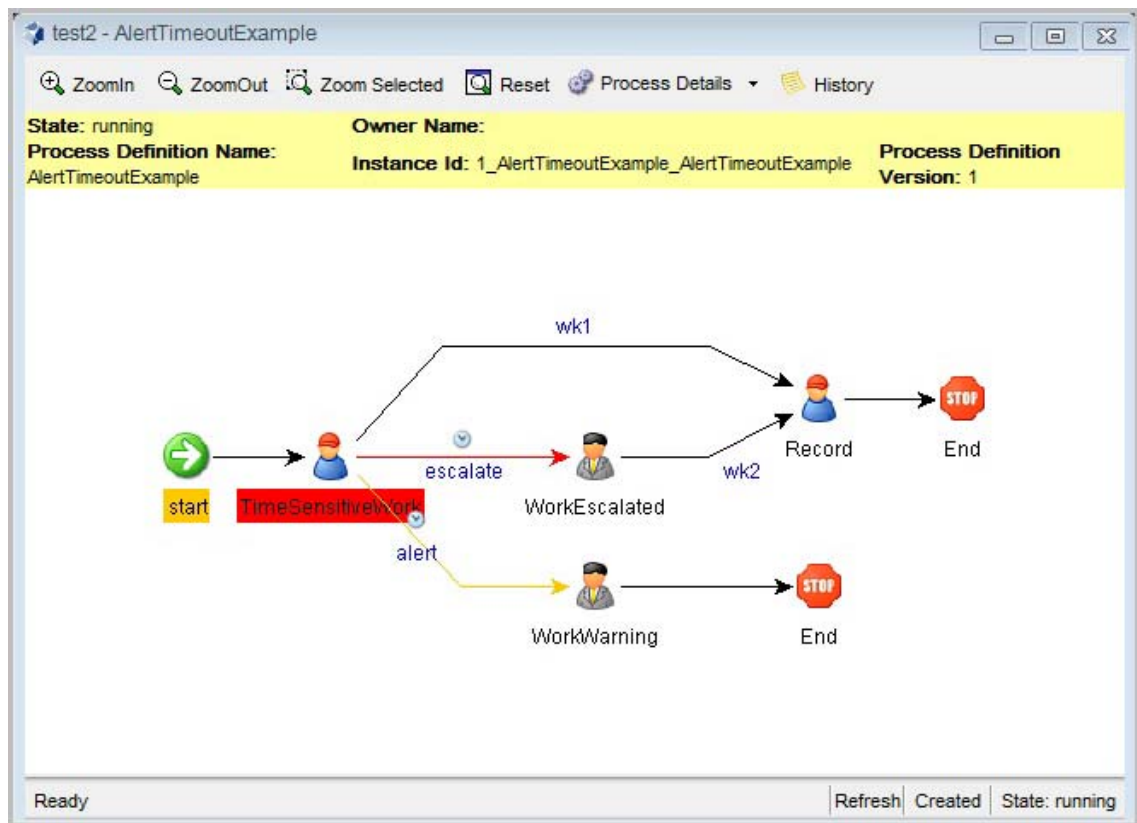 test2 - AlertTimeoutExample
ZoomIn ZoomOut Zoom Selected Reset Process Details History
State: running Owner Name:
Process Definition Name: Instance Id: 1_AlertTimeoutExample_AlertTimeoutExample Process Definition
AlertTimeoutExample Version: 1
wk1
STOP
Record End
escalate wk2
start TimeSensitiveWork WorkEscalated
alert
STOP
WorkWarning End
Ready Refresh Created State: running